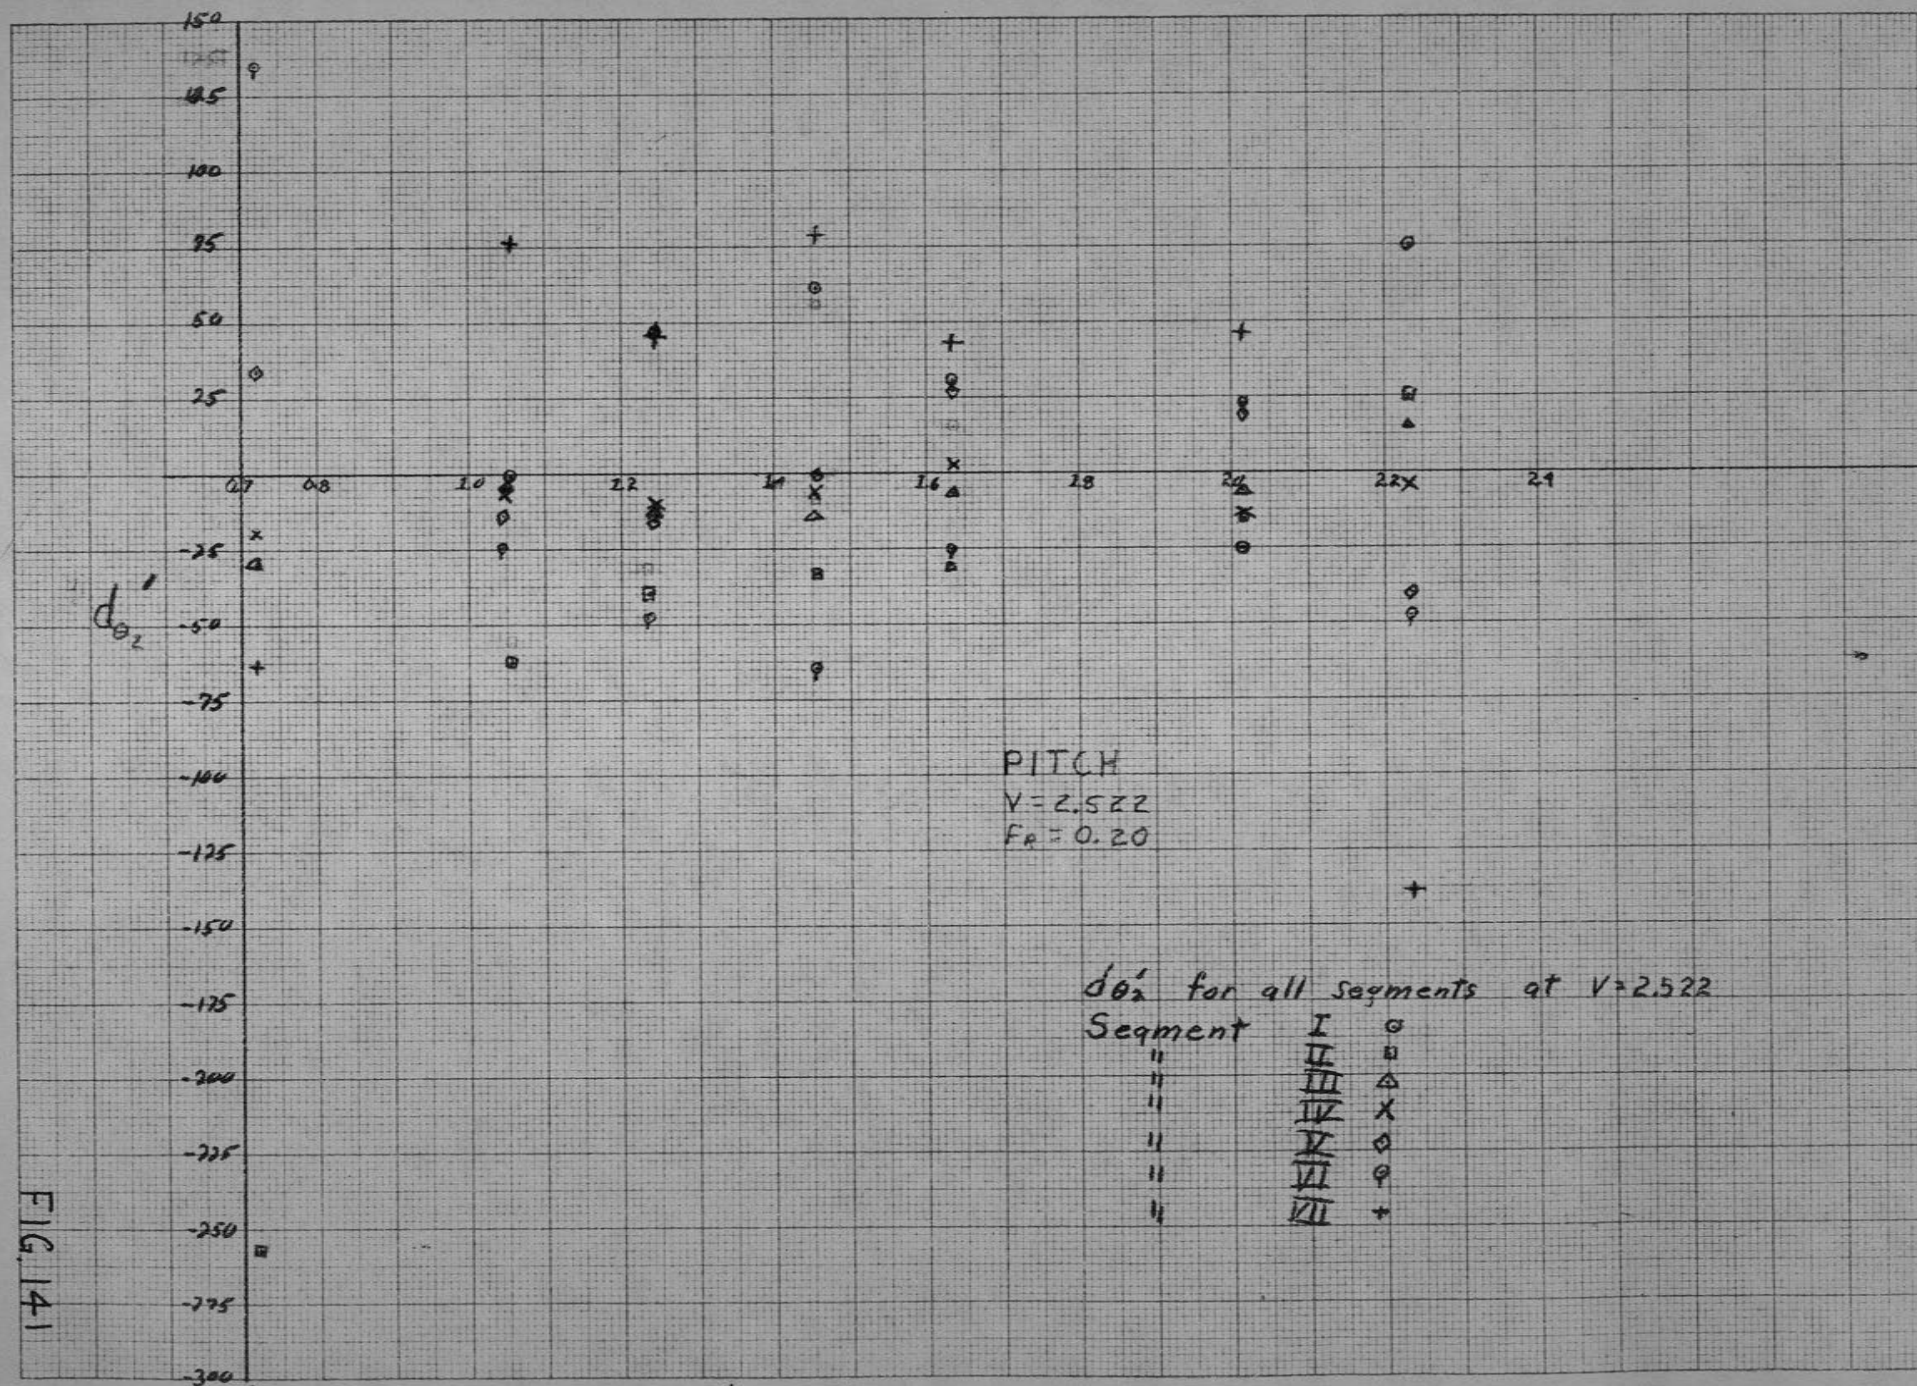 150
125
100
75
50
25
0.7 0.8 1.0 1.2 1.4 1.6 1.8 2.0 2.2 2.4
-25
dθ₂'
-50
-75
-100
-125
-150
-175
-200
-225
-250
-275
-300
PITCH
V = 2.522
FR = 0.20
dθ₂' for all segments at V=2.522
Segment I
" II
" III
" IV
" V
" VI
" VII
FIG. 141